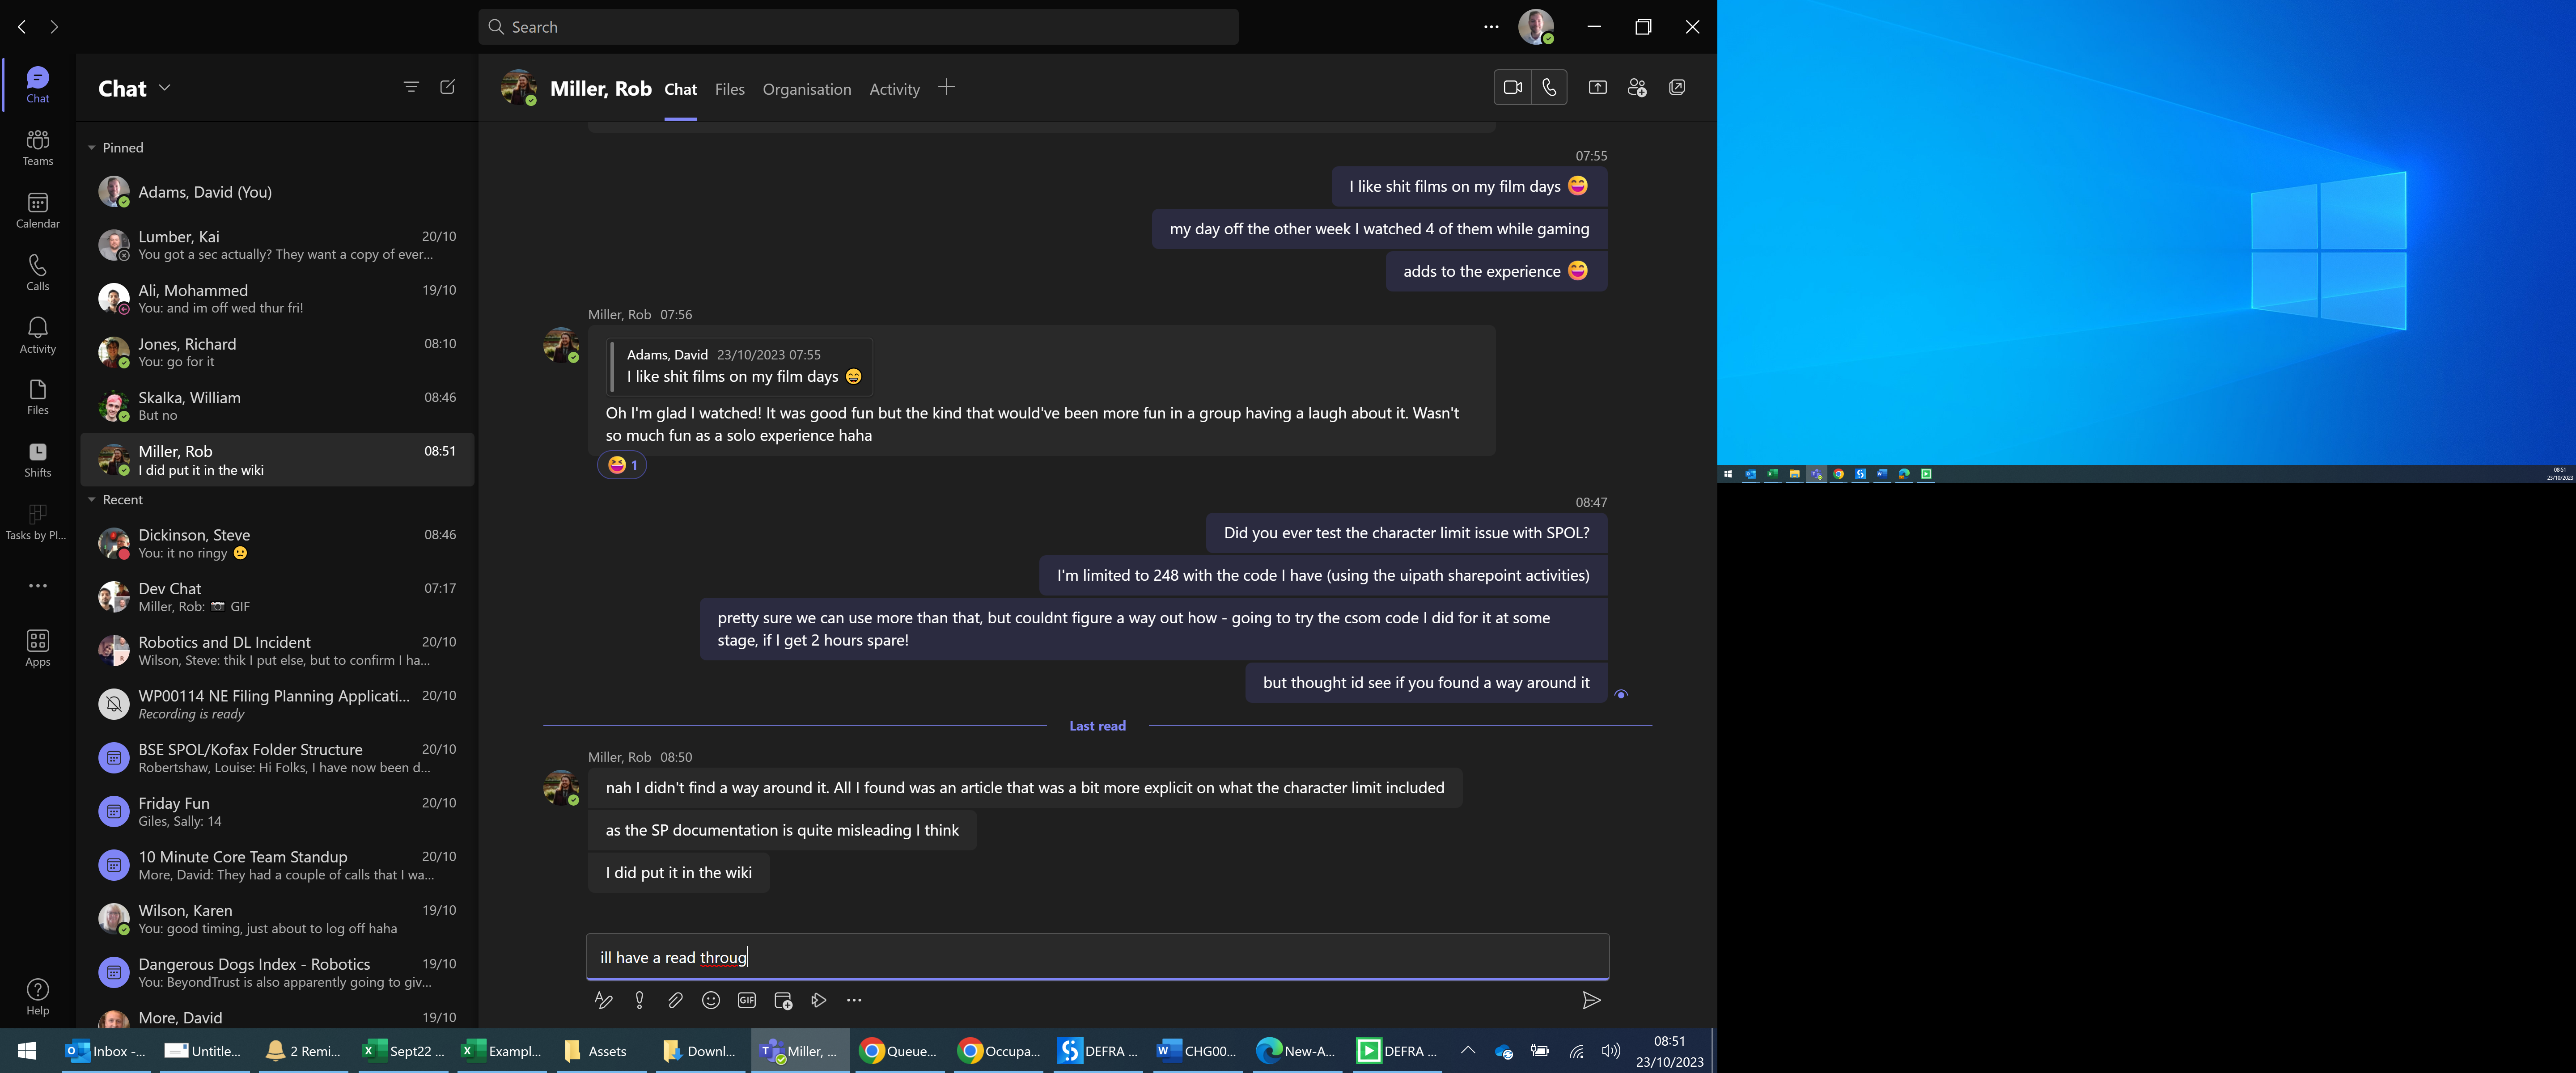 Search
Chat
Miller, Rob
Chat
Files
Organisation
Activity
Chat
Teams
Calendar
Calls
Activity
Files
Shifts
Tasks by Pl...
Apps
Help
Pinned
Adams, David (You)
Lumber, Kai 20/10
You got a sec actually? They want a copy of ever...
Ali, Mohammed 19/10
You: and im off wed thur fri!
Jones, Richard 08:10
You: go for it
Skalka, William 08:46
But no
Miller, Rob 08:51
I did put it in the wiki
Recent
Dickinson, Steve 08:46
You: it no ringy 🙁
Dev Chat 07:17
Miller, Rob: 📷 GIF
Robotics and DL Incident 20/10
Wilson, Steve: thik I put else, but to confirm I ha...
WP00114 NE Filing Planning Applicati... 20/10
Recording is ready
BSE SPOL/Kofax Folder Structure 20/10
Robertshaw, Louise: Hi Folks, I have now been d...
Friday Fun 20/10
Giles, Sally: 14
10 Minute Core Team Standup 20/10
More, David: They had a couple of calls that I wa...
Wilson, Karen 19/10
You: good timing, just about to log off haha
Dangerous Dogs Index - Robotics 19/10
You: BeyondTrust is also apparently going to giv...
More, David 19/10
07:55
I like shit films on my film days 😄
my day off the other week I watched 4 of them while gaming
adds to the experience 😄
Miller, Rob 07:56
Adams, David 23/10/2023 07:55
I like shit films on my film days 😄
Oh I'm glad I watched! It was good fun but the kind that would've been more fun in a group having a laugh about it. Wasn't
so much fun as a solo experience haha
😆 1
08:47
Did you ever test the character limit issue with SPOL?
I'm limited to 248 with the code I have (using the uipath sharepoint activities)
pretty sure we can use more than that, but couldnt figure a way out how - going to try the csom code I did for it at some
stage, if I get 2 hours spare!
but thought id see if you found a way around it
Last read
Miller, Rob 08:50
nah I didn't find a way around it. All I found was an article that was a bit more explicit on what the character limit included
as the SP documentation is quite misleading I think
I did put it in the wiki
ill have a read throug
GIF
Inbox -...
Untitle...
2 Remi...
Sept22 ...
Exampl...
Assets
Downl...
Miller, ...
Queue...
Occupa...
DEFRA ...
CHG00...
New-A...
DEFRA ...
08:51
23/10/2023
08:51
23/10/2023